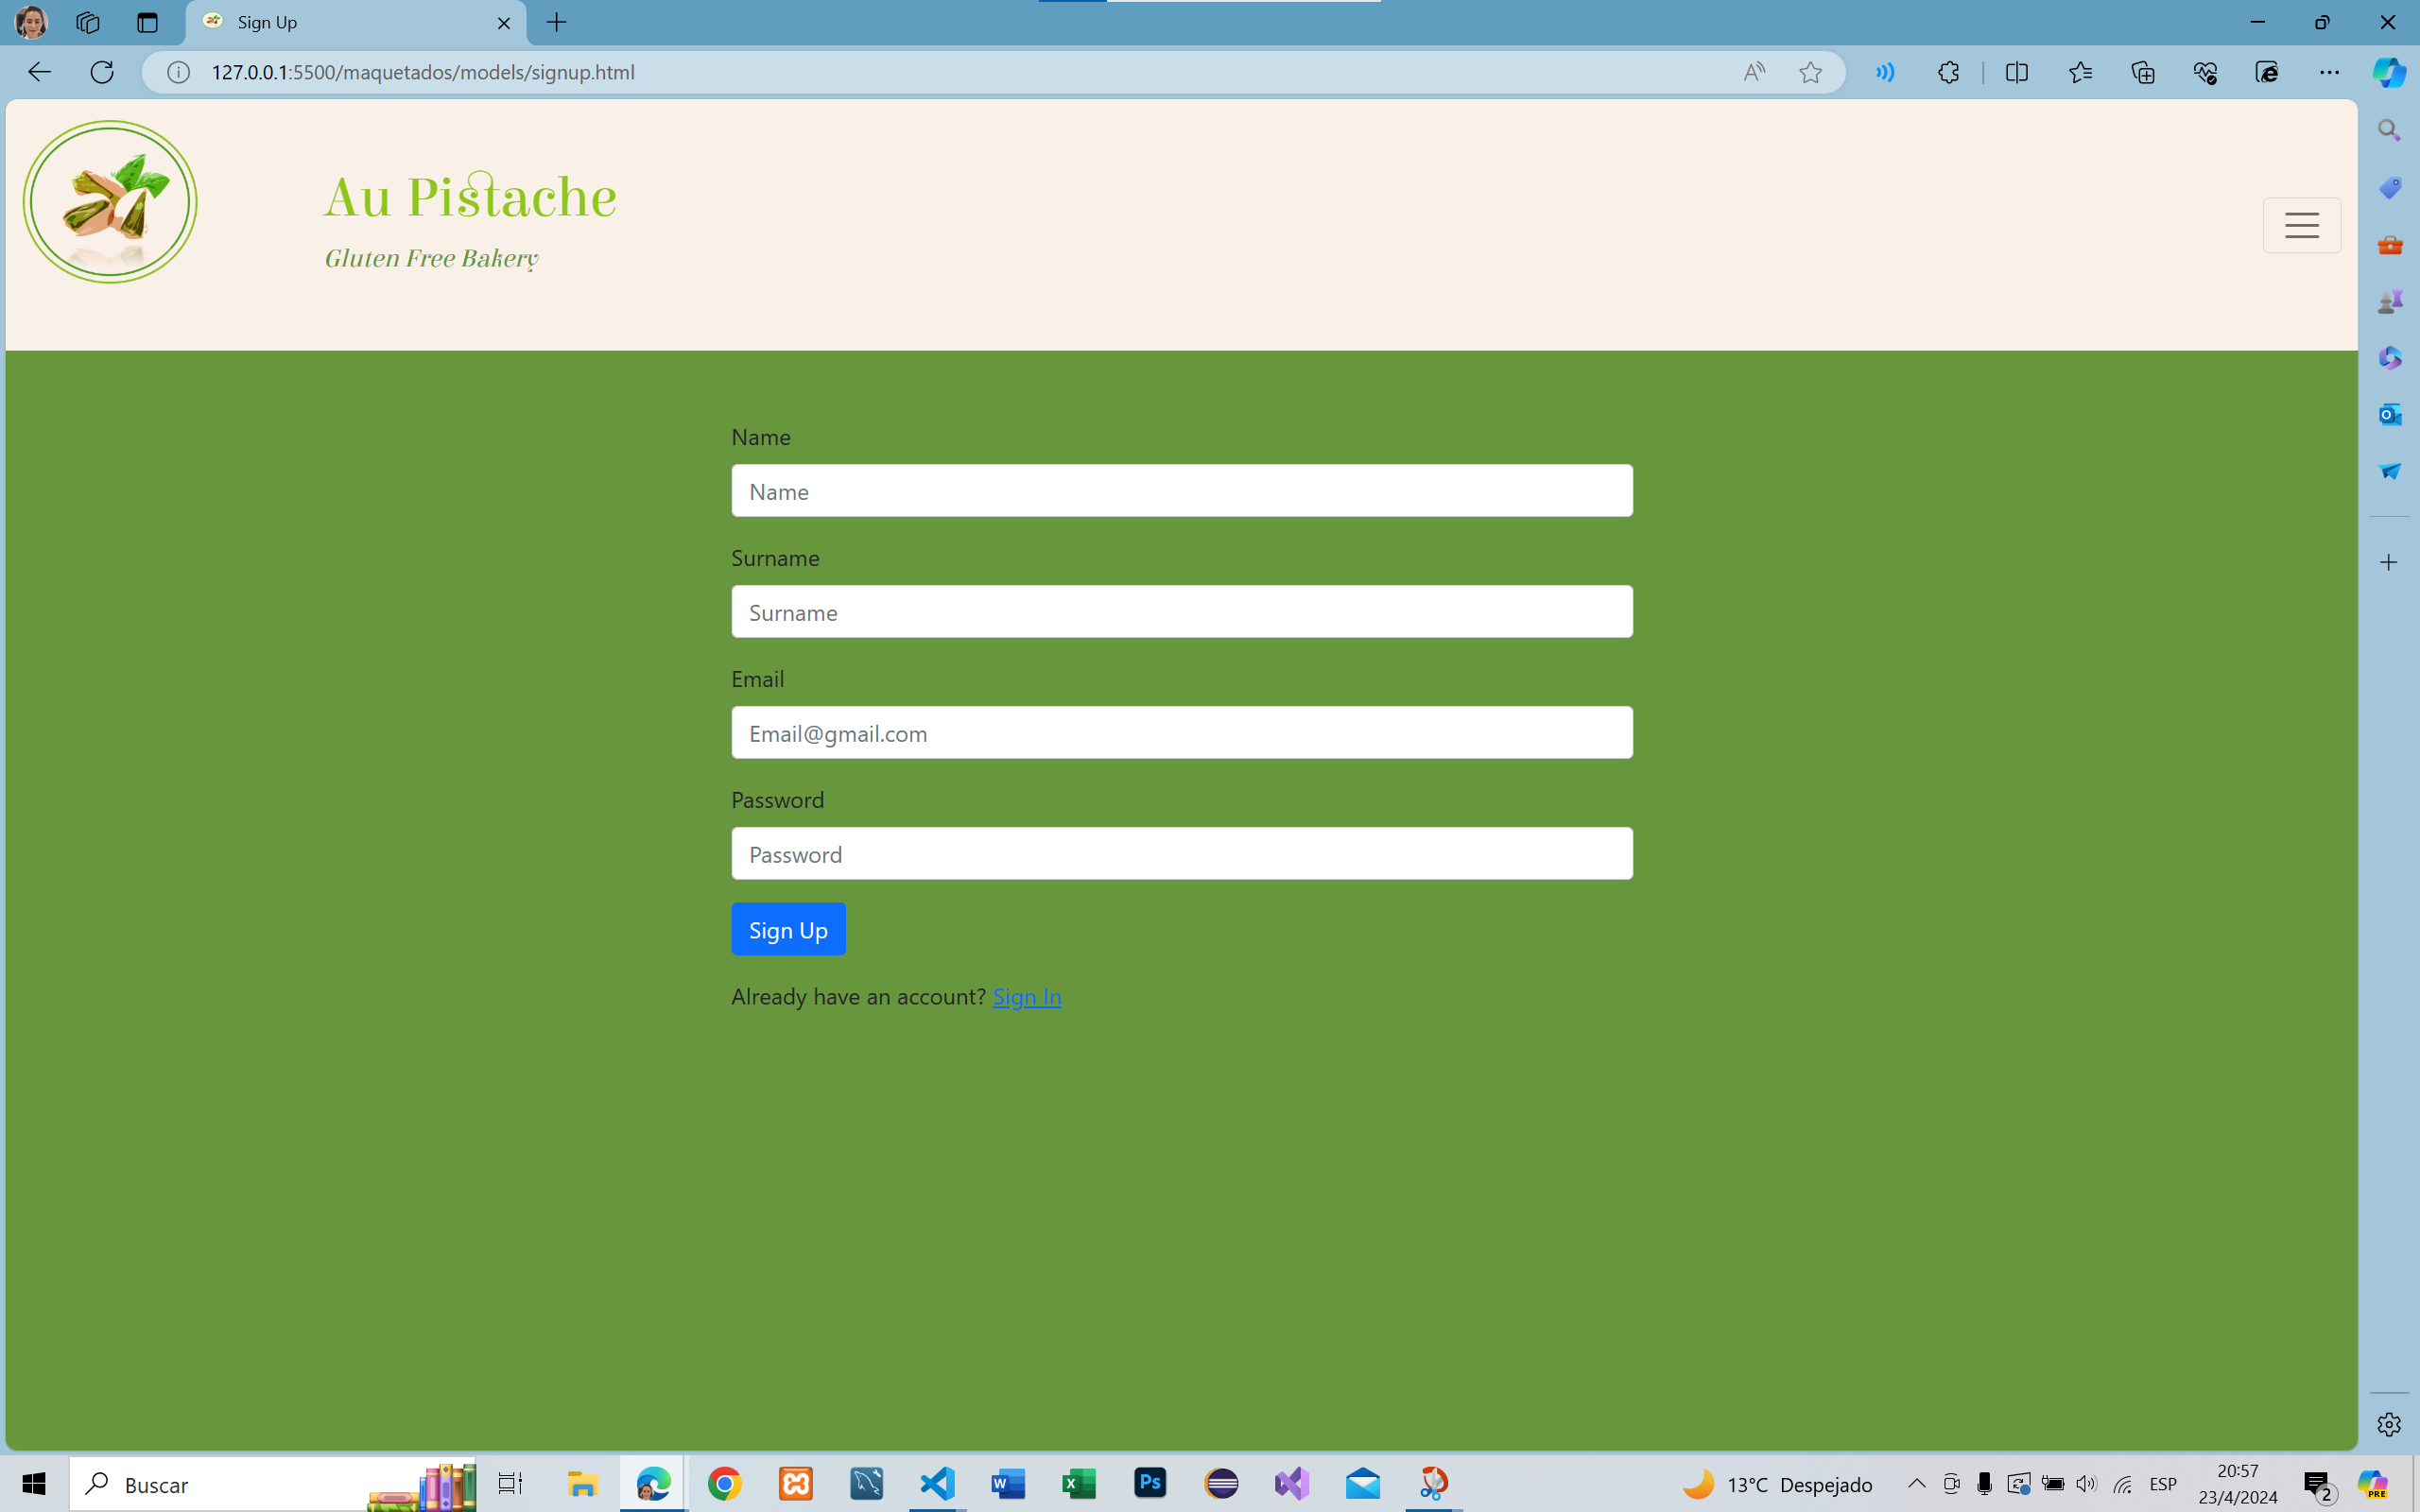 Sign Up
127.0.0.1:5500/maquetados/models/signup.html
Au Pistache
Gluten Free Bakery
Name
Name
Surname
Surname
Email
Email@gmail.com
Password
Password
Sign Up
Already have an account? Sign In
Buscar
13°C Despejado
ESP
20:57
23/4/2024
2
PRE